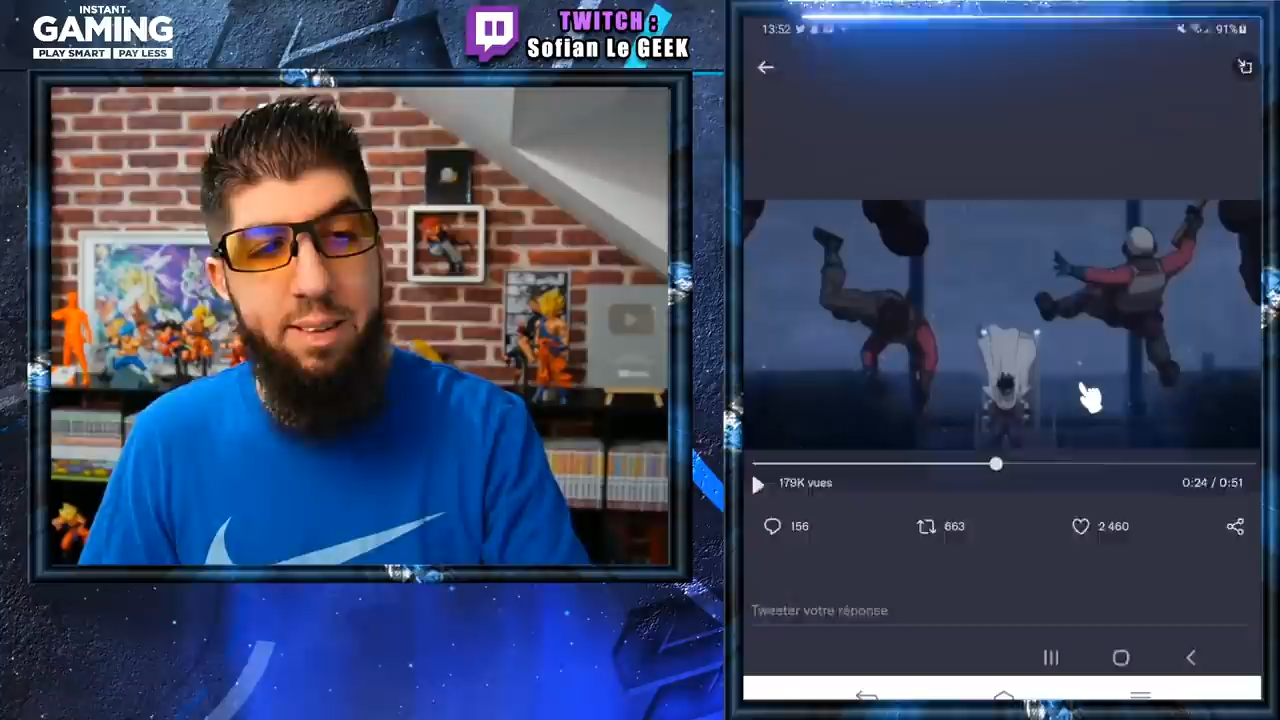 INSTANT
GAMING
PLAY SMART PAY LESS
TWITCH :
Sofian Le GEEK
13:52
91%
179K vues
0:24 / 0:51
156
663
2 460
Tweeter votre réponse